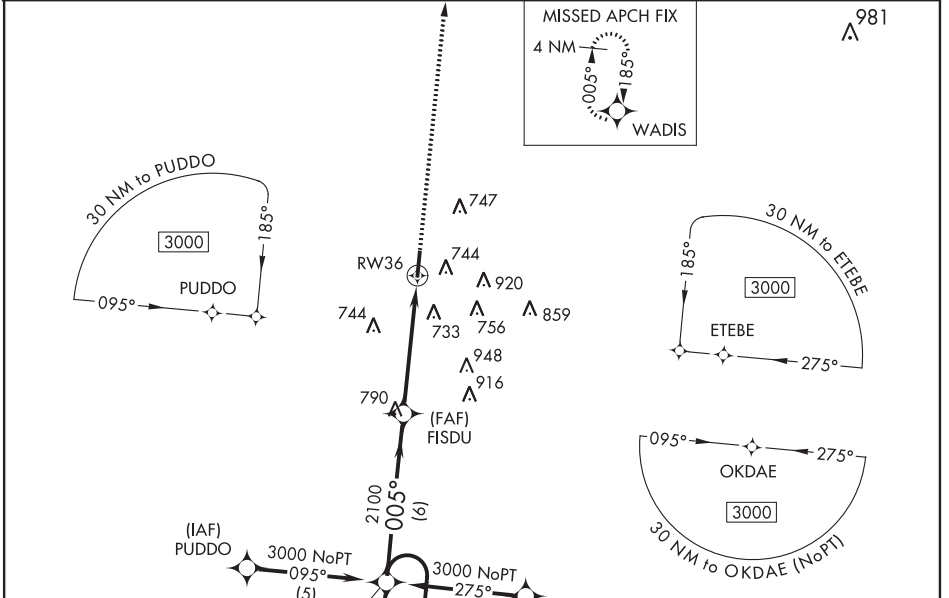 MISSED APCH FIX
4 NM
005°
185°
WADIS
981
30 NM to PUDDO
3000
185°
095°
PUDDO
747
RW36
744
920
744
733
756
859
948
916
790
(FAF)
FISDU
30 NM to ETEBE
185°
3000
ETEBE
275°
095°
275°
OKDAE
3000
30 NM to OKDAE (NoPT)
2100
005°
(6)
(IAF)
PUDDO
3000 NoPT
095°
(5)
3000 NoPT
275°